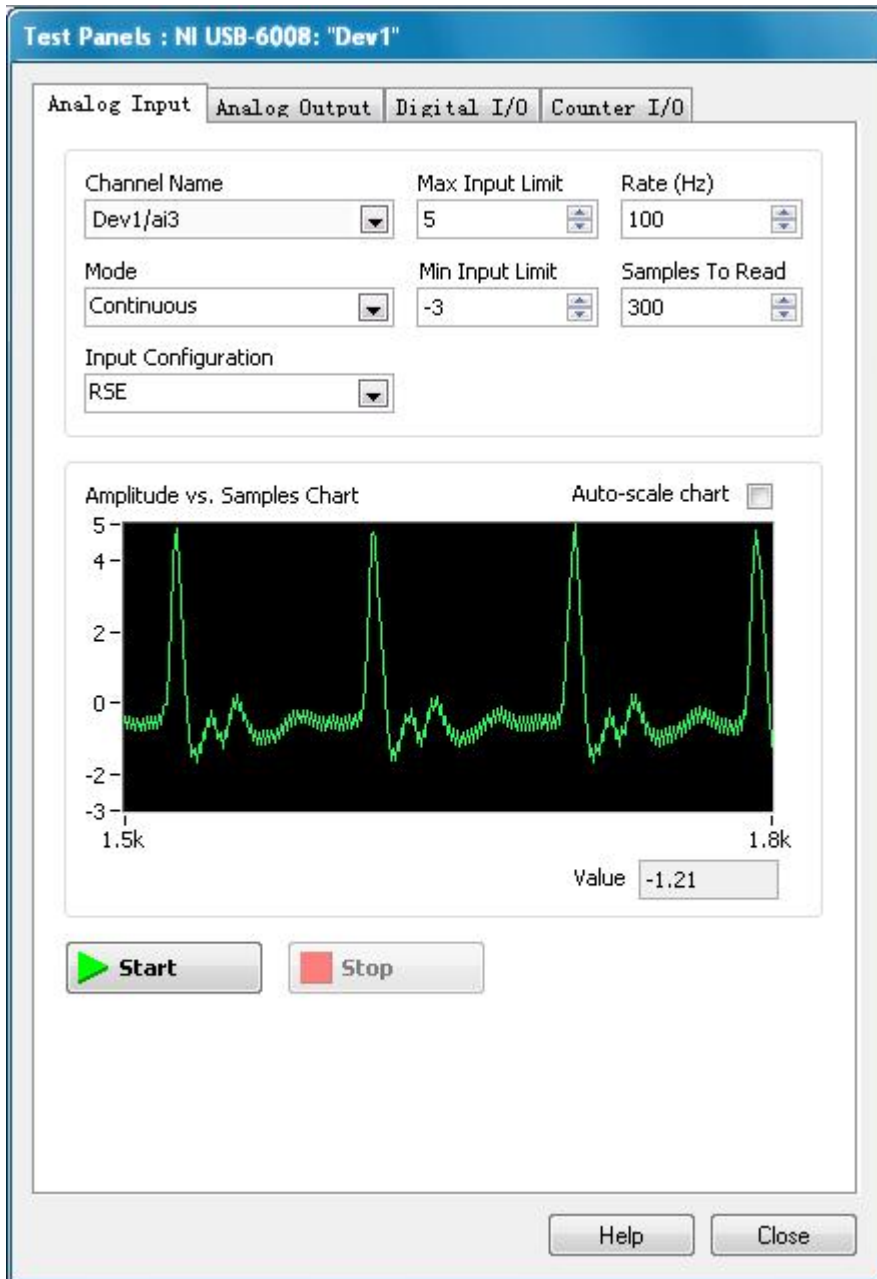 Test Panels : NI USB-6008: "Dev1"
Analog Input Analog Output Digital I/O Counter I/O
Channel Name Max Input Limit Rate (Hz)
Dev1/ai3 5 100
Mode Min Input Limit Samples To Read
Continuous -3 300
Input Configuration
RSE
Amplitude vs. Samples Chart Auto-scale chart
5
4
2
0
-2
-3
1.5k 1.8k
Value -1.21
Start Stop
Help Close